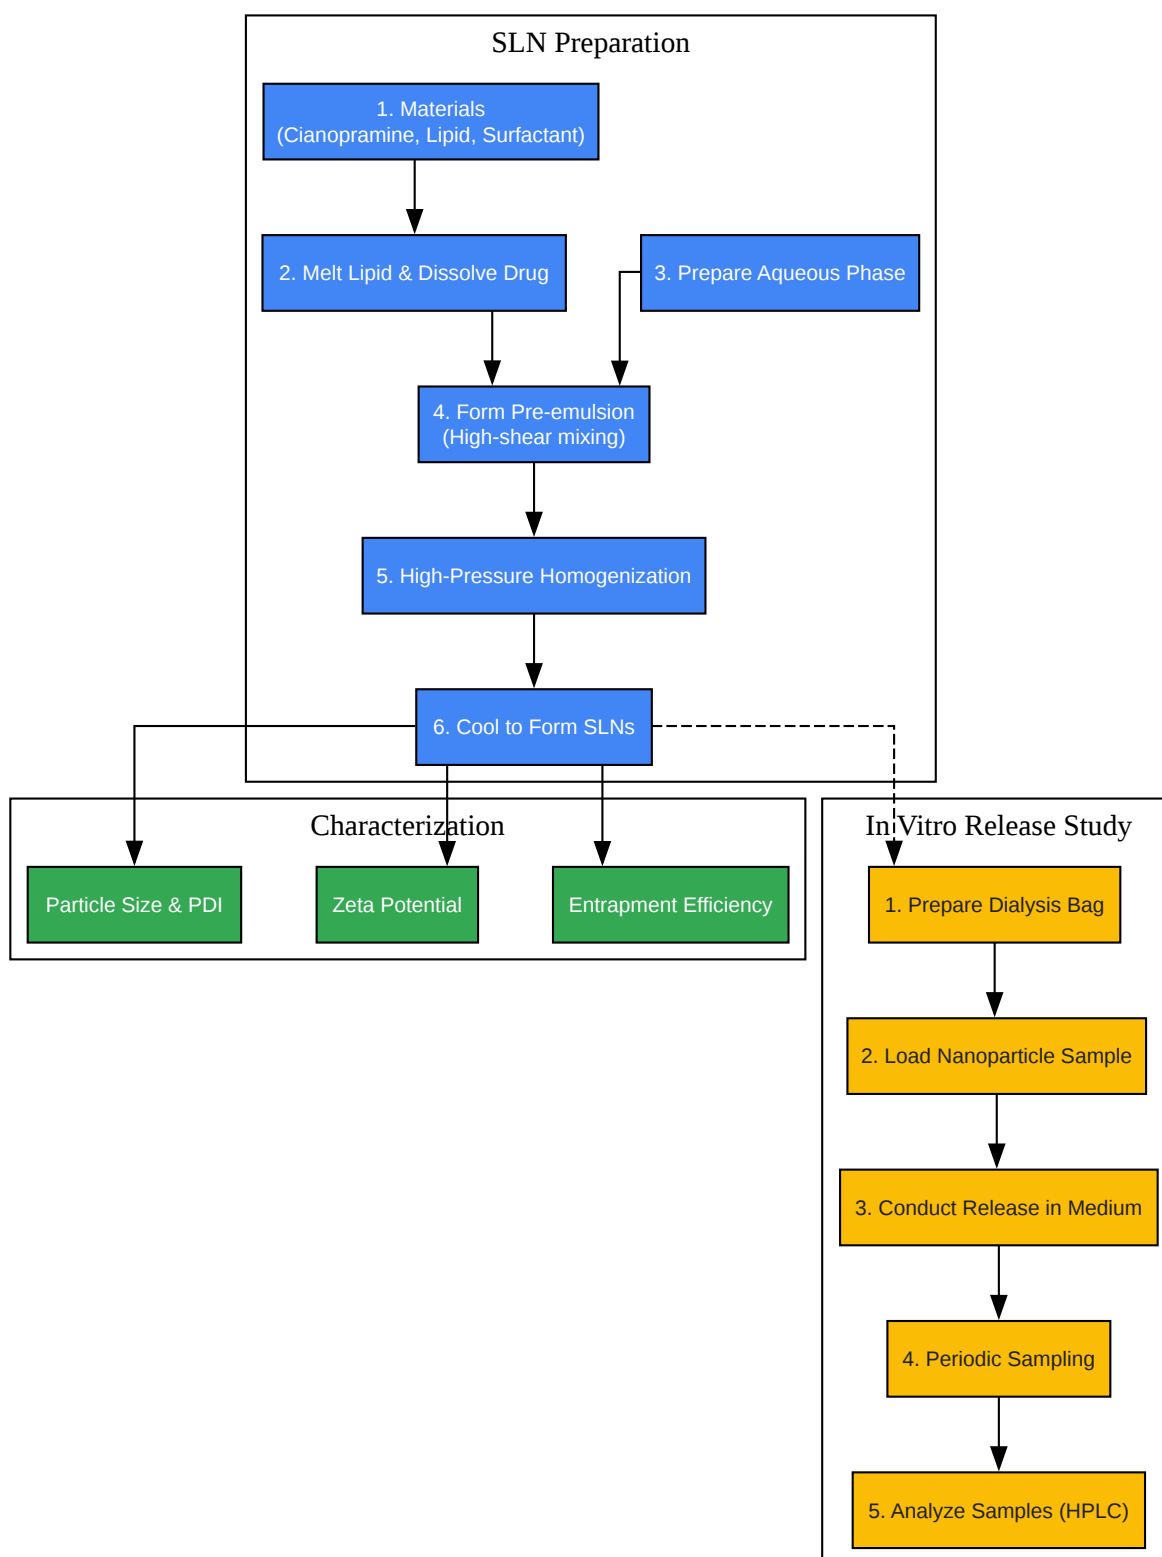 SLN Preparation
1. Materials
(Cianopramine, Lipid, Surfactant)
2. Melt Lipid & Dissolve Drug
3. Prepare Aqueous Phase
4. Form Pre-emulsion
(High-shear mixing)
5. High-Pressure Homogenization
6. Cool to Form SLNs
Characterization
Particle Size & PDI
Zeta Potential
Entrapment Efficiency
In Vitro Release Study
1. Prepare Dialysis Bag
2. Load Nanoparticle Sample
3. Conduct Release in Medium
4. Periodic Sampling
5. Analyze Samples (HPLC)